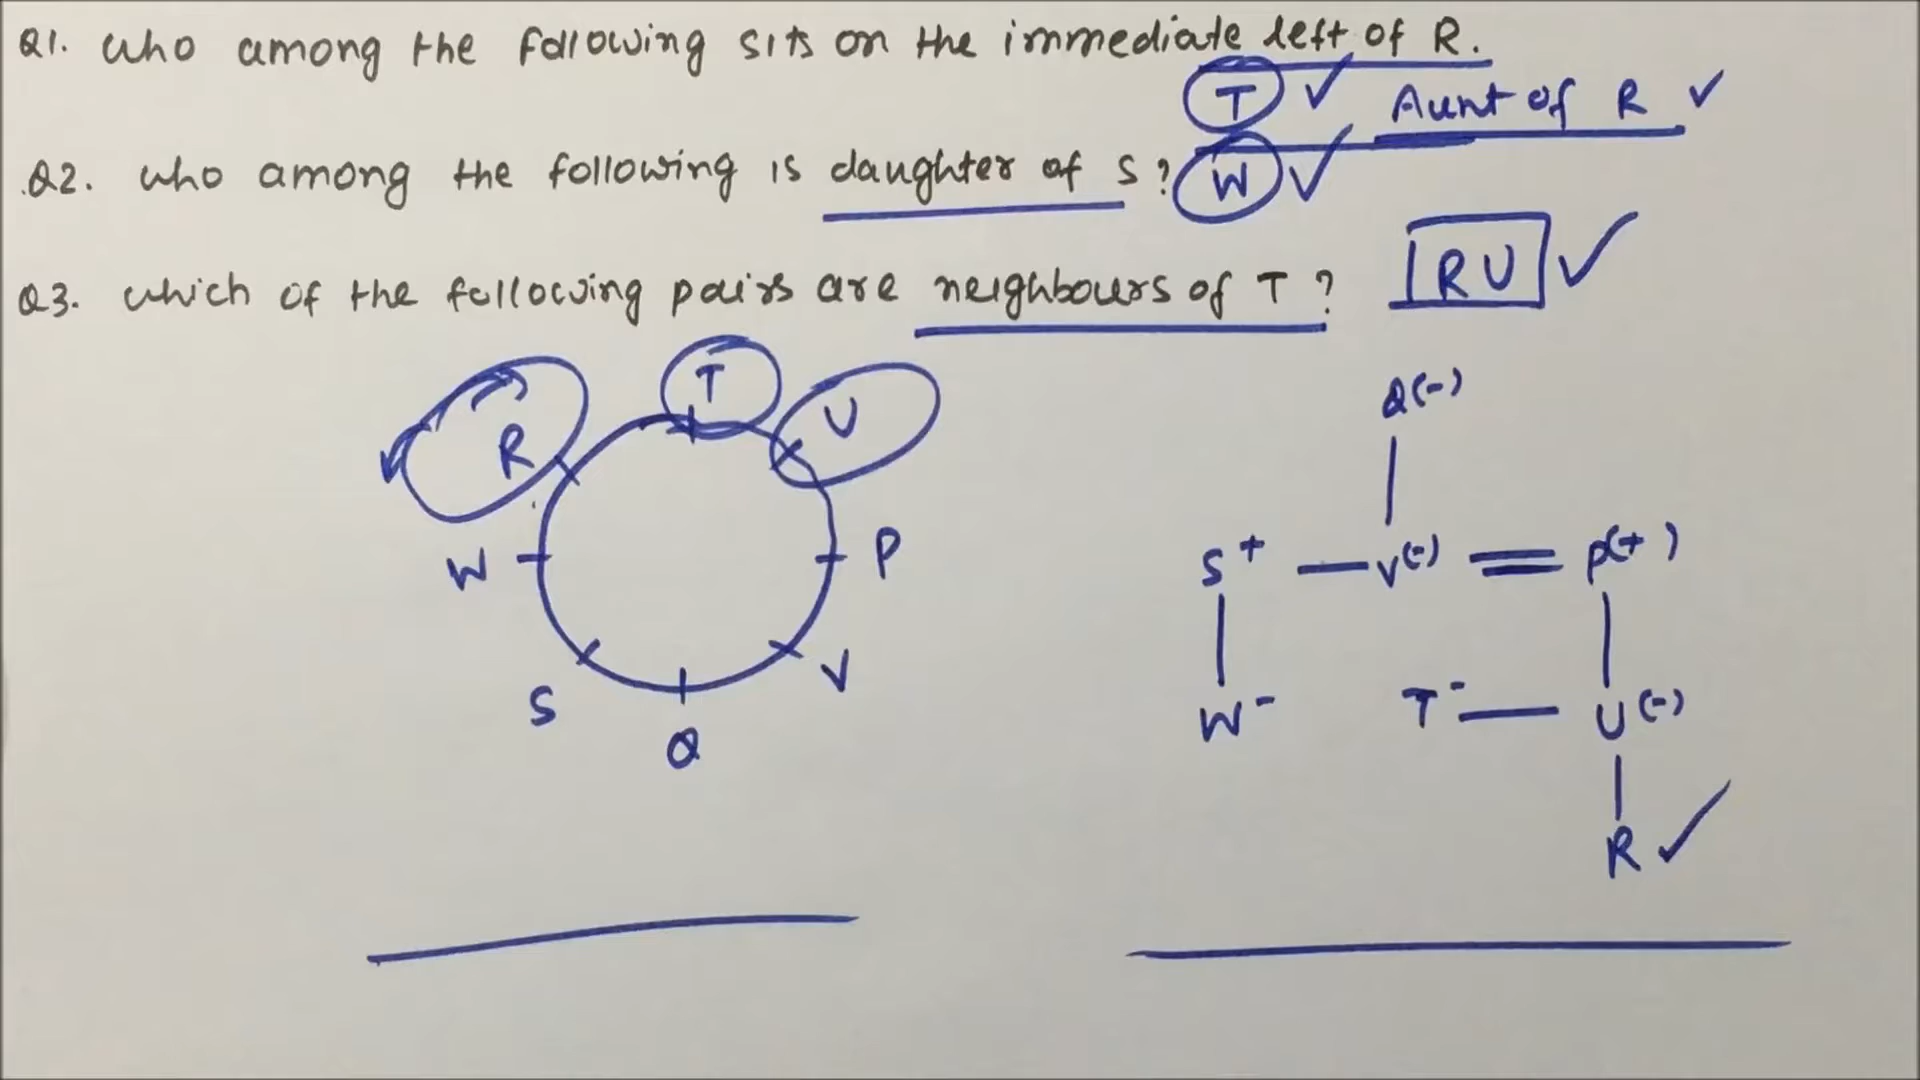 Q1. who among the following sits on the immediate left of R.
T ✓ Aunt of R ✓
Q2. who among the following is daughter of S? W ✓
Q3. which of the following pairs are neighbours of T? RU ✓
T
R
U
W
P
S
V
Q
Q(-)
S+ — V(-) = P(+)
W- T- — U(-)
R ✓